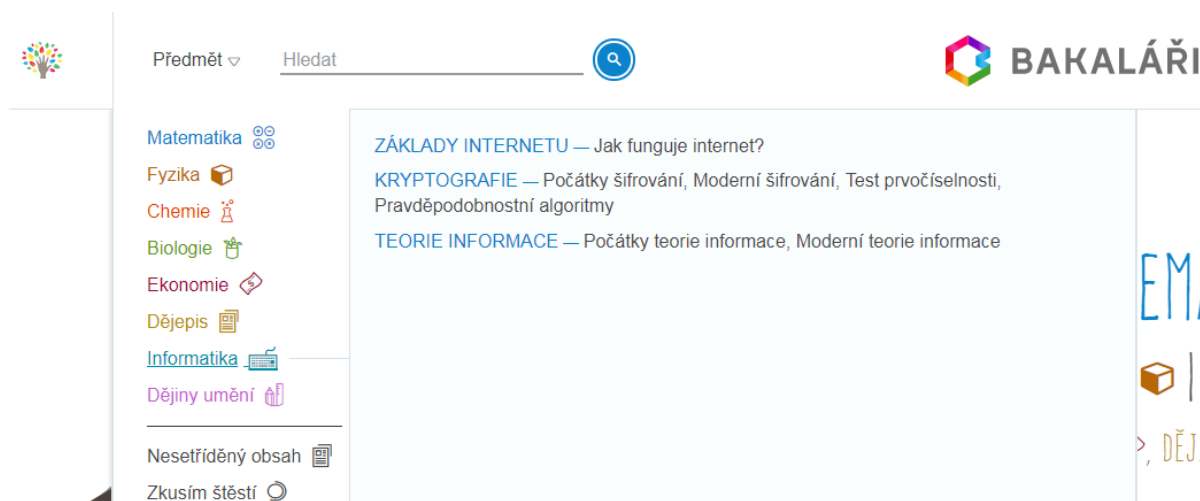 Předmět
Hledat
BAKALÁŘI
Matematika
Fyzika
Chemie
Biologie
Ekonomie
Dějepis
Informatika
Dějiny umění
Nesetříděný obsah
Zkusím štěstí
ZÁKLADY INTERNETU — Jak funguje internet?
KRYPTOGRAFIE — Počátky šifrování, Moderní šifrování, Test prvočíselnosti,
Pravděpodobnostní algoritmy
TEORIE INFORMACE — Počátky teorie informace, Moderní teorie informace